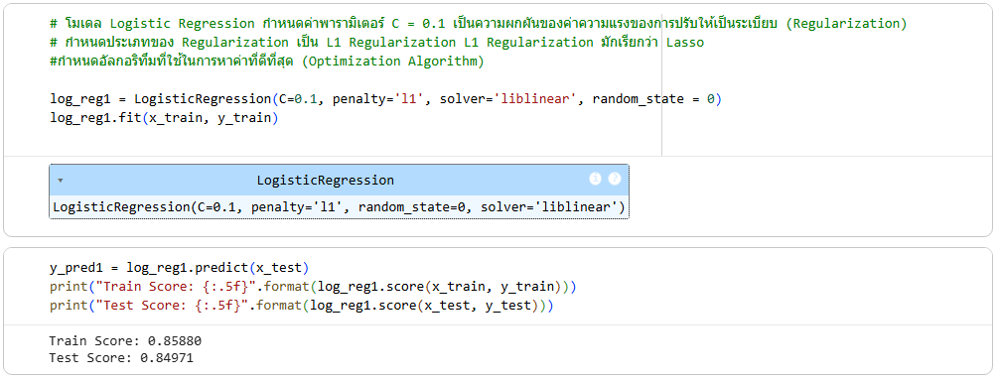 # โมเดล Logistic Regression กำหนดค่าพารามิเตอร์ C = 0.1 เป็นความผกผันของค่าความแรงของการปรับให้เป็นระเบียบ (Regularization)
# กำหนดประเภทของ Regularization เป็น L1 Regularization L1 Regularization มักเรียกว่า Lasso
#กำหนดอัลกอริทึมที่ใช้ในการหาค่าที่ดีที่สุด (Optimization Algorithm)
log_reg1 = LogisticRegression(C=0.1, penalty='l1', solver='liblinear', random_state = 0)
log_reg1.fit(x_train, y_train)
LogisticRegression
LogisticRegression(C=0.1, penalty='l1', random_state=0, solver='liblinear')
y_pred1 = log_reg1.predict(x_test)
print("Train Score: {:.5f}".format(log_reg1.score(x_train, y_train)))
print("Test Score: {:.5f}".format(log_reg1.score(x_test, y_test)))
Train Score: 0.85880
Test Score: 0.84971